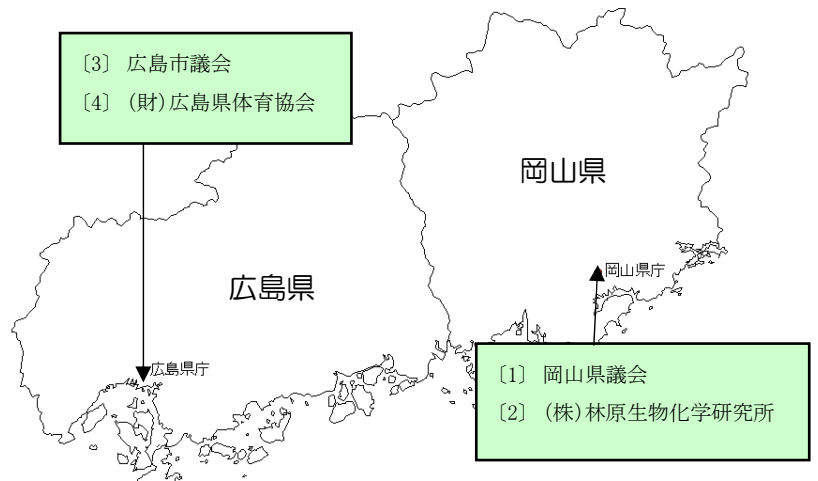 〔3〕 広島市議会
〔4〕 (財)広島県体育協会
岡山県
岡山県庁
広島県
広島県庁
〔1〕 岡山県議会
〔2〕 (株)林原生物化学研究所